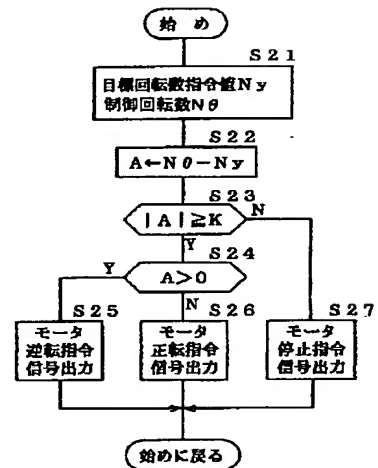 始め
S21
目標回転数指令値Ny
制御回転数Nθ
S22
A←Nθ－Ny
S23
|A|≧K
N
Y
S24
Y
A>0
N
S25
S26
S27
モータ
逆転指令
信号出力
モータ
正転指令
信号出力
モータ
停止指令
信号出力
始めに戻る